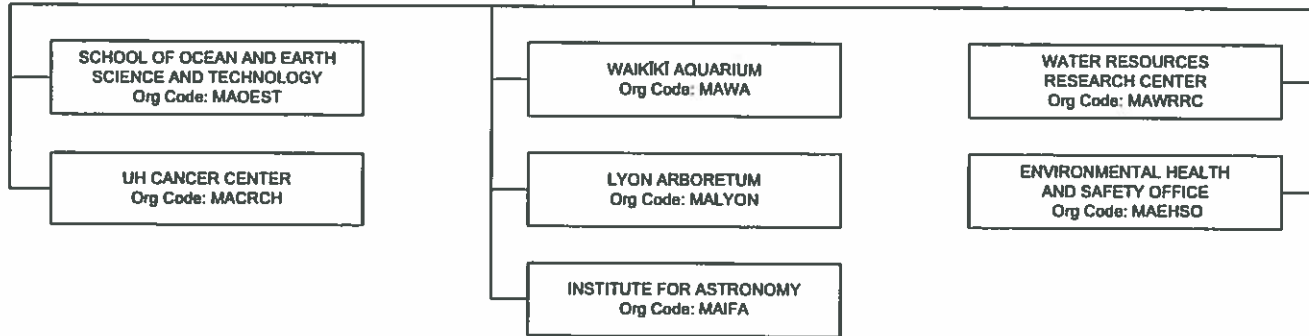 SCHOOL OF OCEAN AND EARTH
SCIENCE AND TECHNOLOGY
Org Code: MAOEST
UH CANCER CENTER
Org Code: MACRCH
WAIKĪKĪ AQUARIUM
Org Code: MAWA
LYON ARBORETUM
Org Code: MALYON
INSTITUTE FOR ASTRONOMY
Org Code: MAIFA
WATER RESOURCES
RESEARCH CENTER
Org Code: MAWRRC
ENVIRONMENTAL HEALTH
AND SAFETY OFFICE
Org Code: MAEHSO